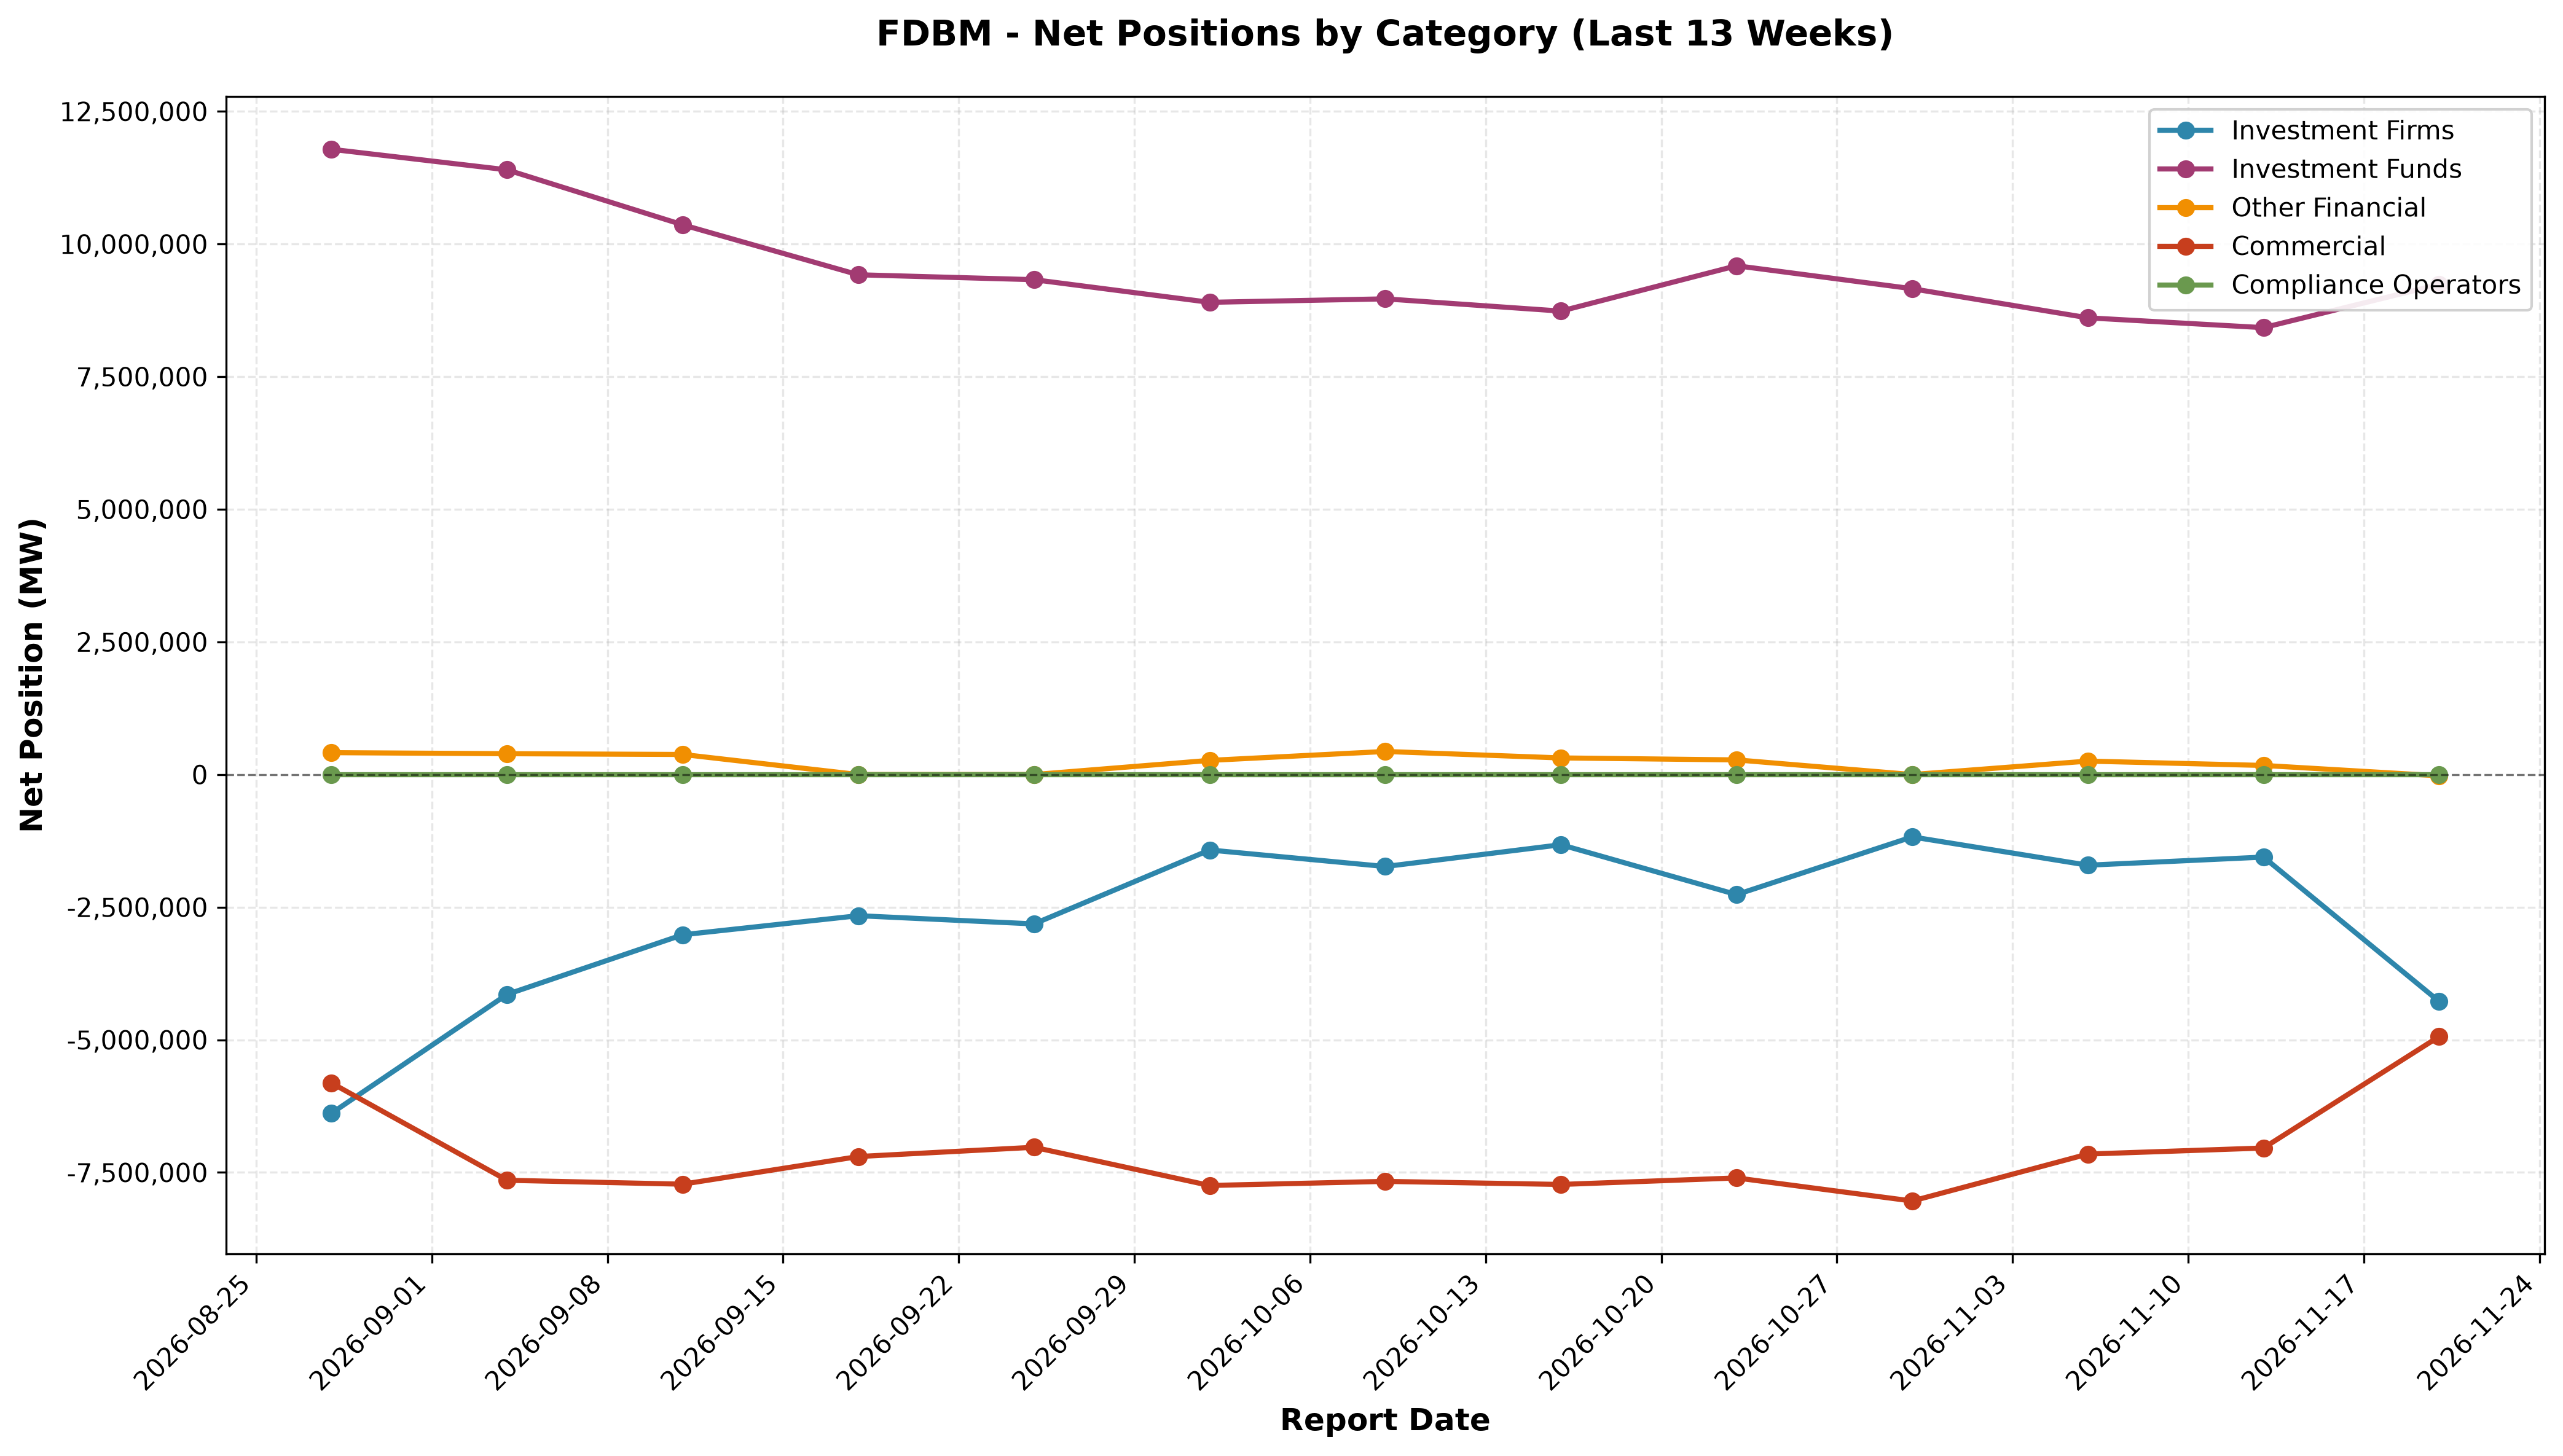 FDBM - Net Positions by Category (Last 13 Weeks)
12,500,000
10,000,000
7,500,000
5,000,000
2,500,000
0
-2,500,000
-5,000,000
-7,500,000
Net Position (MW)
Investment Firms
Investment Funds
Other Financial
Commercial
Compliance Operators
2026-08-25
2026-09-01
2026-09-08
2026-09-15
2026-09-22
2026-09-29
2026-10-06
2026-10-13
2026-10-20
2026-10-27
2026-11-03
2026-11-10
2026-11-17
2026-11-24
Report Date